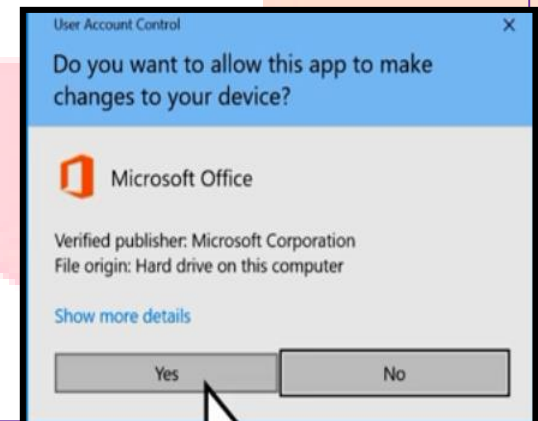 User Account Control
Do you want to allow this app to make
changes to your device?
Microsoft Office
Verified publisher: Microsoft Corporation
File origin: Hard drive on this computer
Show more details
Yes
No